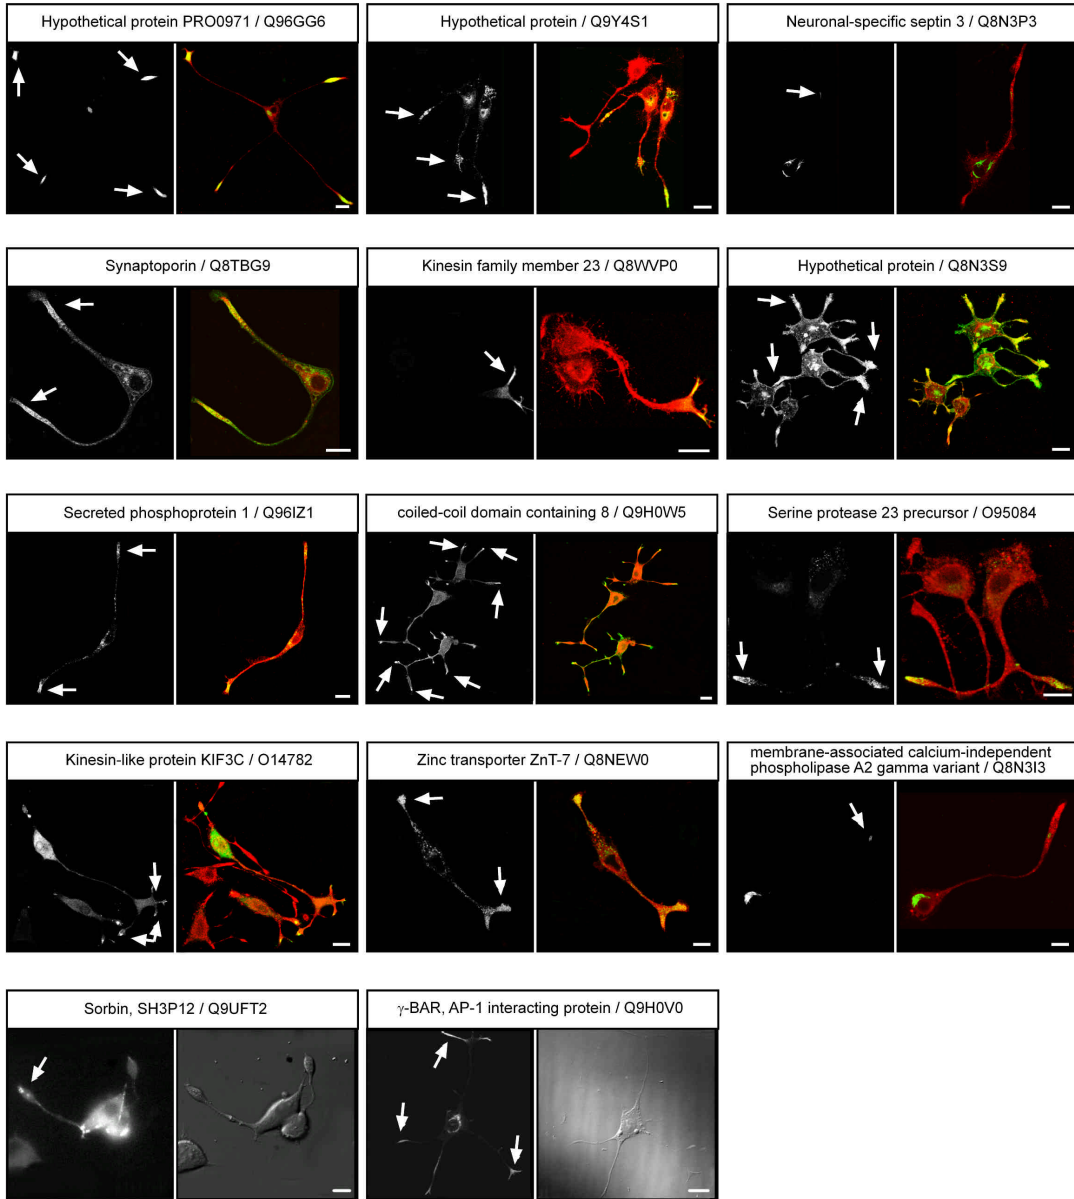 Hypothetical protein PRO0971 / Q96GG6
Hypothetical protein / Q9Y4S1
Neuronal-specific septin 3 / Q8N3P3
Synaptoporin / Q8TBG9
Kinesin family member 23 / Q8WVP0
Hypothetical protein / Q8N3S9
Secreted phosphoprotein 1 / Q96IZ1
coiled-coil domain containing 8 / Q9H0W5
Serine protease 23 precursor / O95084
Kinesin-like protein KIF3C / O14782
Zinc transporter ZnT-7 / Q8NEW0
membrane-associated calcium-independent
phospholipase A2 gamma variant / Q8N3I3
Sorbin, SH3P12 / Q9UFT2
γ-BAR, AP-1 interacting protein / Q9H0V0